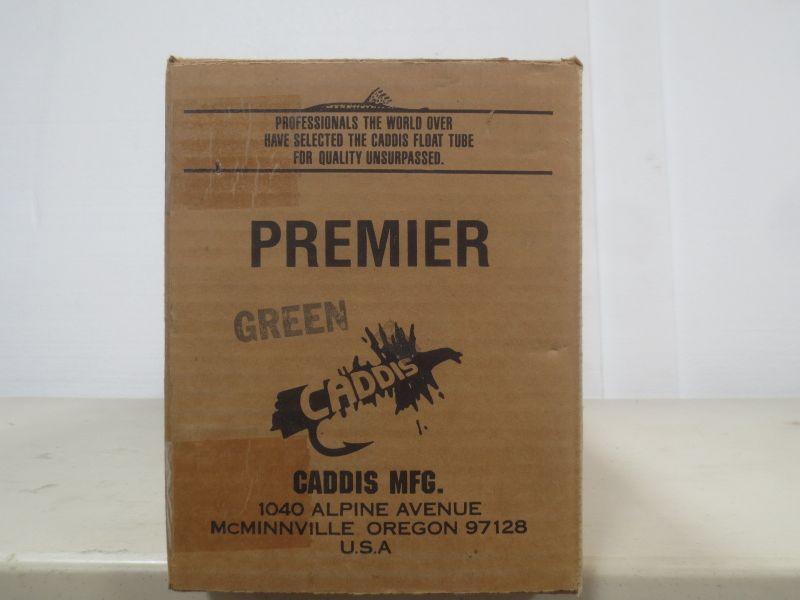 PROFESSIONALS THE WORLD OVER
HAVE SELECTED THE CADDIS FLOAT TUBE
FOR QUALITY UNSURPASSED.
PREMIER
GREEN
CADDIS
CADDIS MFG.
1040 ALPINE AVENUE
MCMINNVILLE OREGON 97128
U.S.A